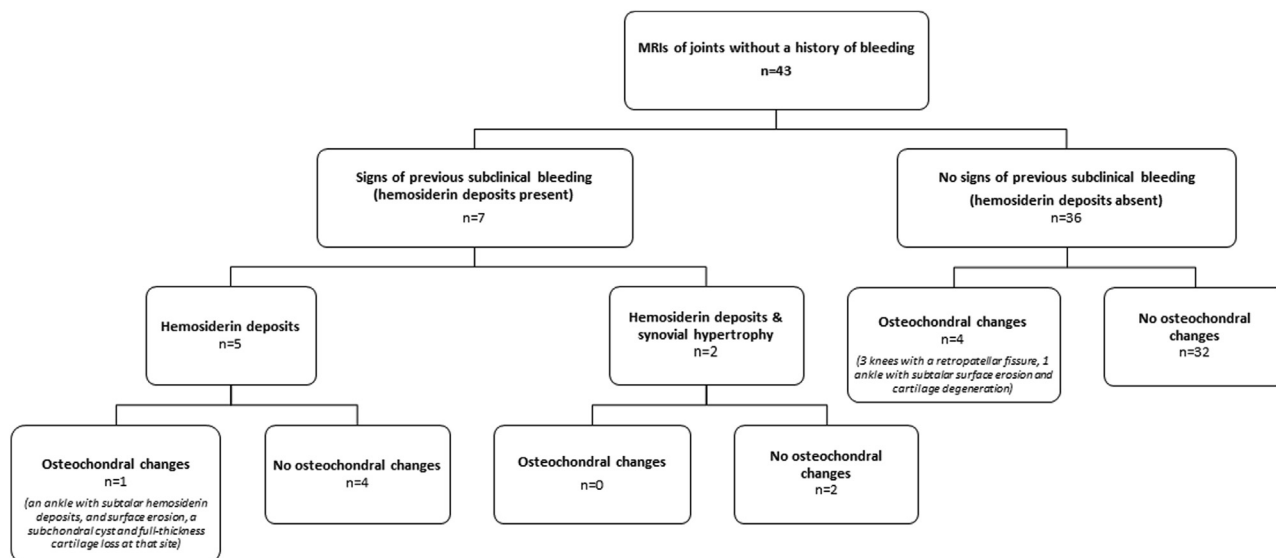 MRIs of joints without a history of bleeding
n=43
Signs of previous subclinical bleeding
(hemosiderin deposits present)
n=7
No signs of previous subclinical bleeding
(hemosiderin deposits absent)
n=36
Hemosiderin deposits
n=5
Hemosiderin deposits &
synovial hypertrophy
n=2
Osteochondral changes
n=4
(3 knees with a retropatellar fissure, 1
ankle with subtalar surface erosion and
cartilage degeneration)
No osteochondral
changes
n=32
Osteochondral changes
n=1
(an ankle with subtalar hemosiderin
deposits, and surface erosion, a
subchondral cyst and full-thickness
cartilage loss at that site)
No osteochondral changes
n=4
Osteochondral changes
n=0
No osteochondral
changes
n=2